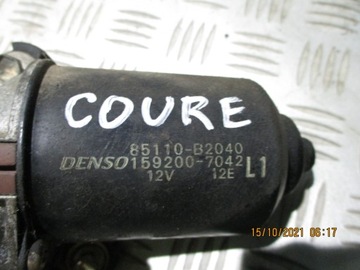 COURE
85110-B2040
DENSO 159200-7042
12V 12E L1
15/10/2021 06:17